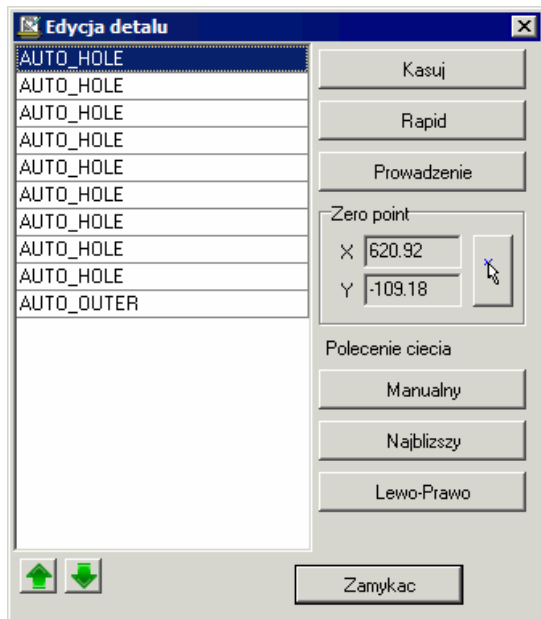 Edycja detalu
AUTO_HOLE
AUTO_HOLE
AUTO_HOLE
AUTO_HOLE
AUTO_HOLE
AUTO_HOLE
AUTO_HOLE
AUTO_HOLE
AUTO_HOLE
AUTO_OUTER
Kasuj
Rapid
Prowadzenie
Zero point
X 620.92
Y -109.18
Polecenie ciecia
Manualny
Najblizszy
Lewo-Prawo
Zamykac